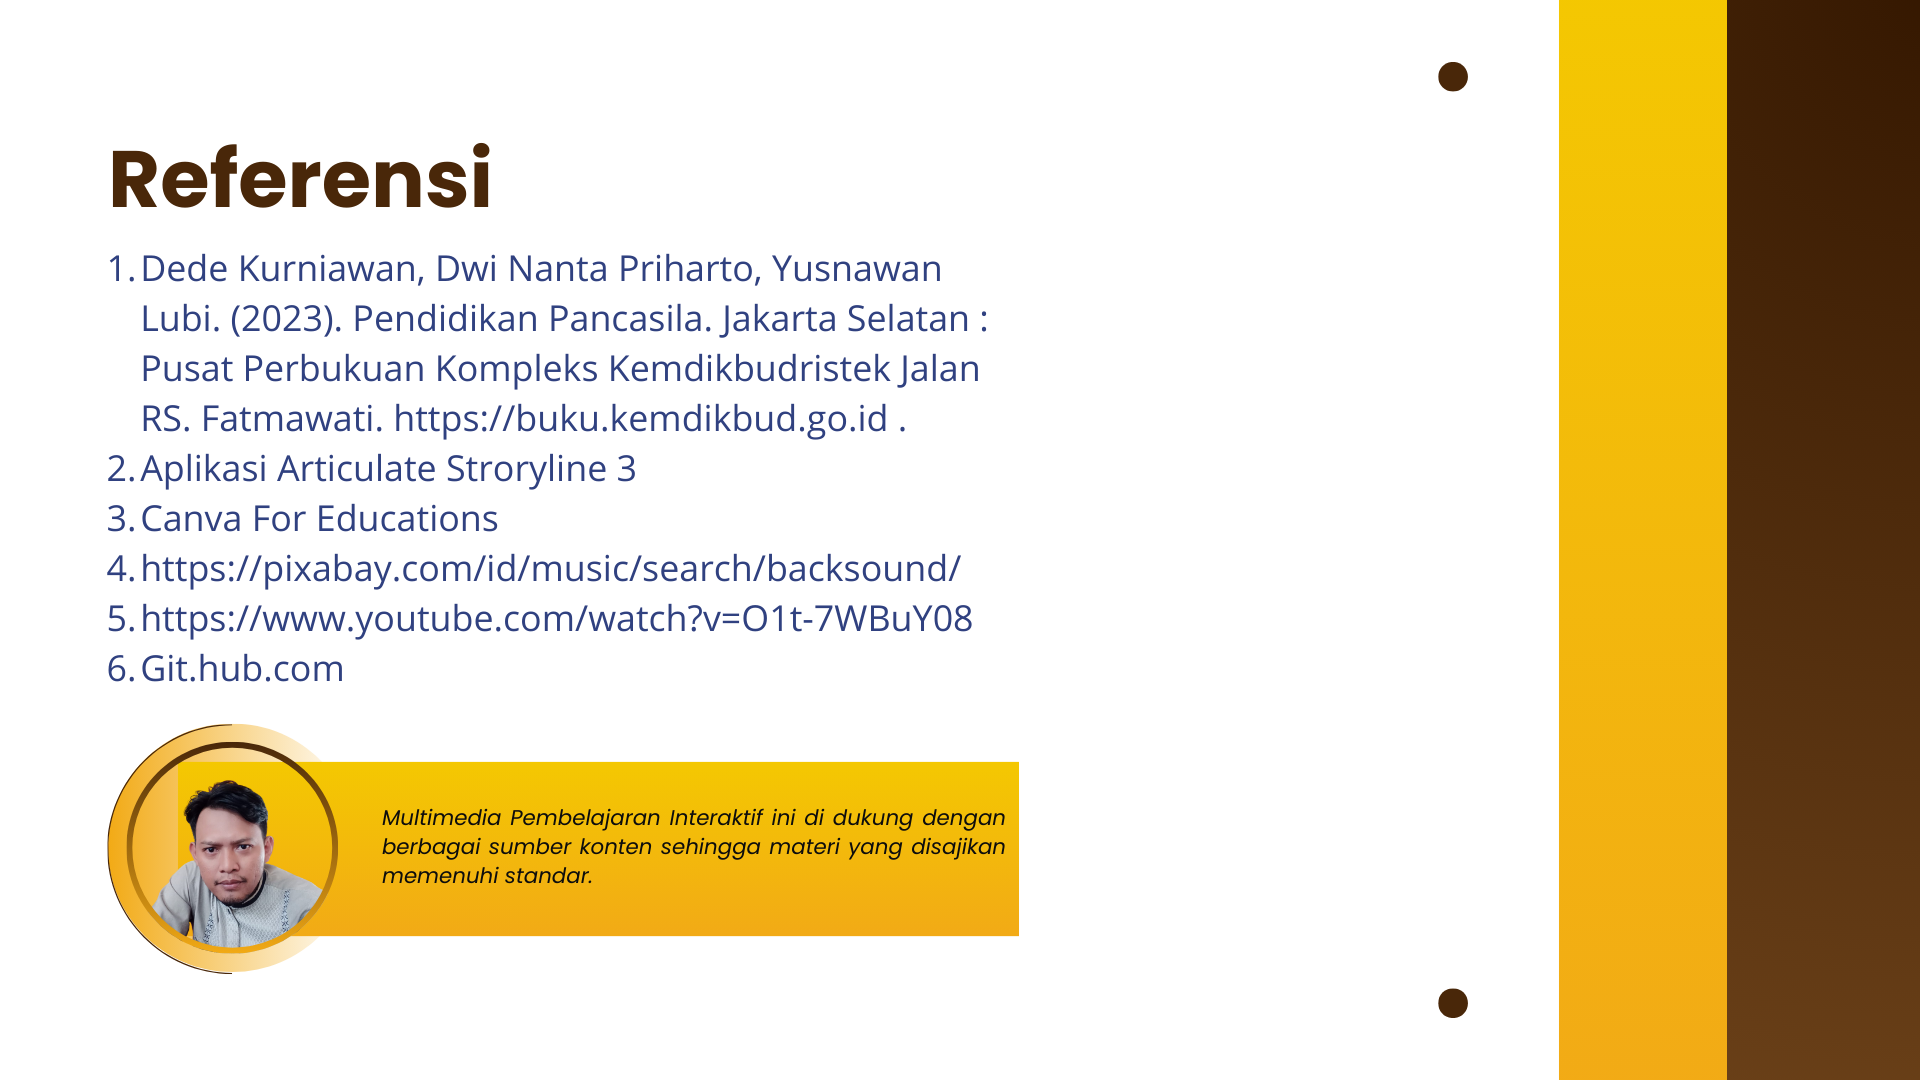 Referensi
1. Dede Kurniawan, Dwi Nanta Priharto, Yusnawan
Lubi. (2023). Pendidikan Pancasila. Jakarta Selatan :
Pusat Perbukuan Kompleks Kemdikbudristek Jalan
RS. Fatmawati. https://buku.kemdikbud.go.id .
2. Aplikasi Articulate Stroryline 3
3. Canva For Educations
4. https://pixabay.com/id/music/search/backsound/
5. https://www.youtube.com/watch?v=O1t-7WBuY08
6. Git.hub.com
Multimedia Pembelajaran Interaktif ini di dukung dengan
berbagai sumber konten sehingga materi yang disajikan
memenuhi standar.